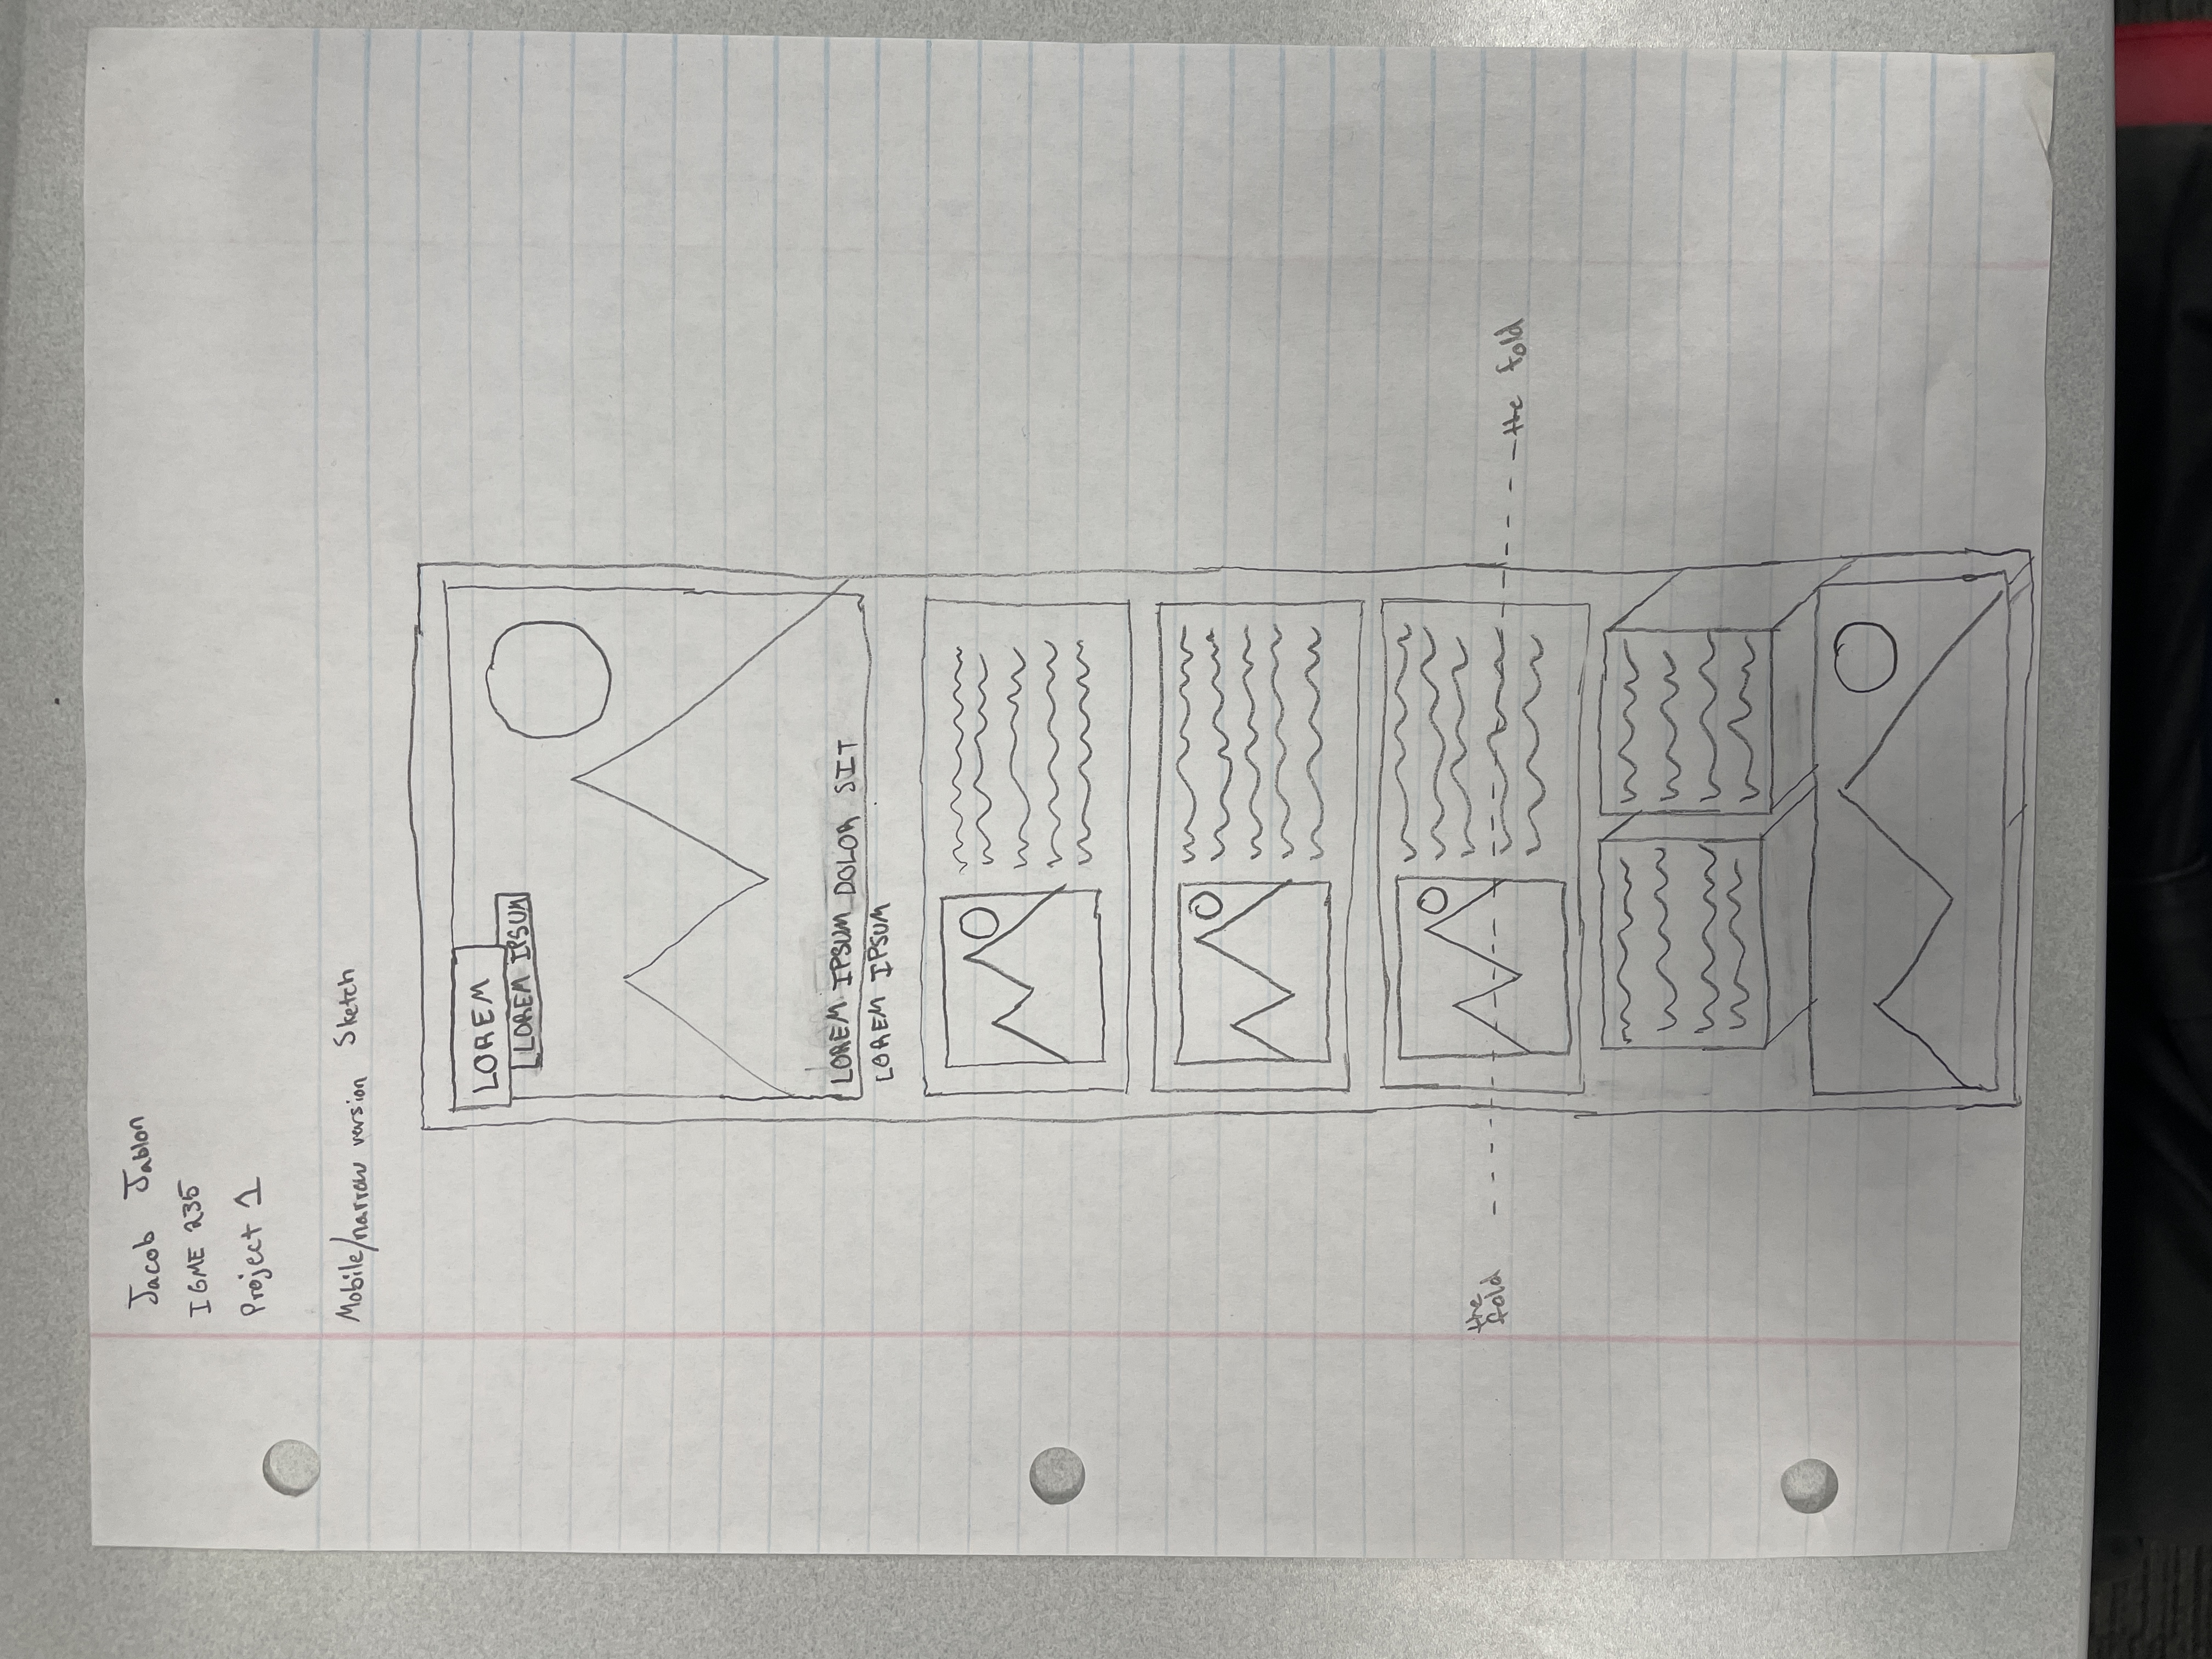 Jacob Jablon
IGME 235
Project 1
Mobile/narrow version Sketch
LOREM
LOREM IPSUM
LOREM IPSUM DOLOR SIT
LOREM IPSUM
the
fold
the fold